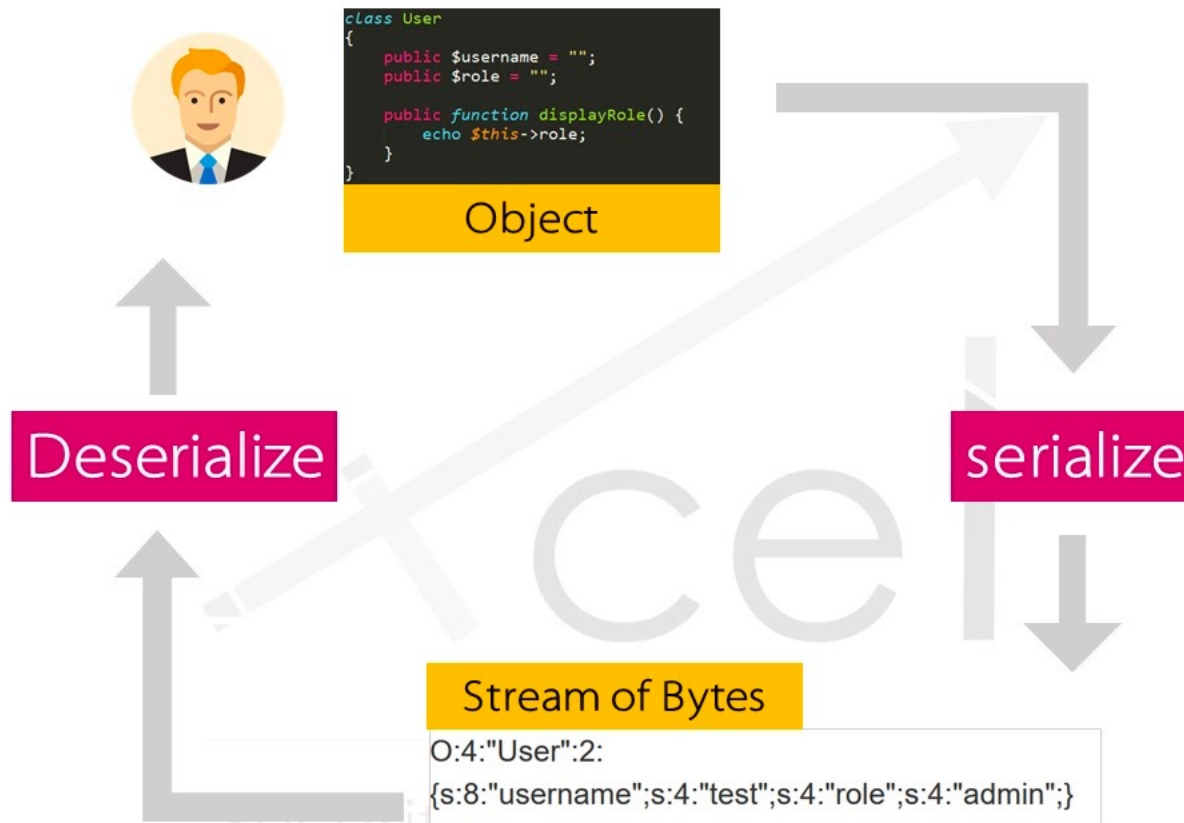 class User
{
public $username = "";
public $role = "";
public function displayRole() {
echo $this->role;
}
}
Object
Deserialize
serialize
Stream of Bytes
O:4:"User":2:
{s:8:"username";s:4:"test";s:4:"role";s:4:"admin";}